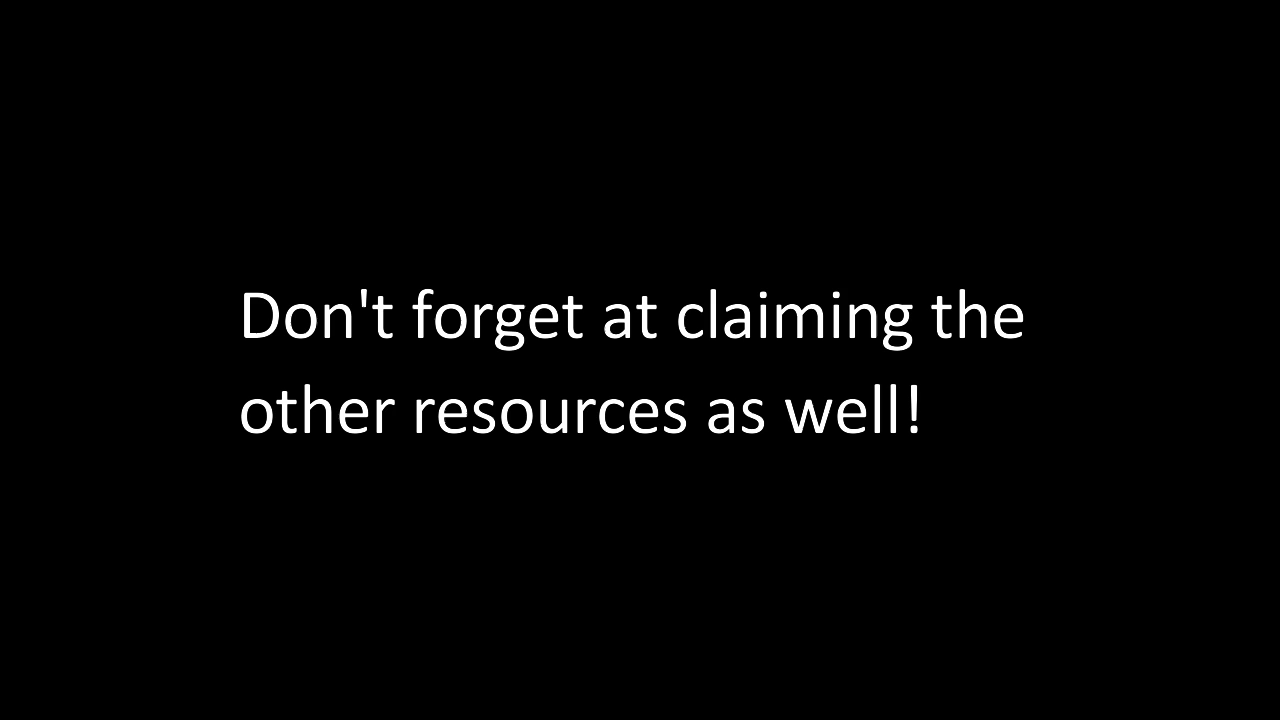 Don't forget at claiming the
other resources as well!